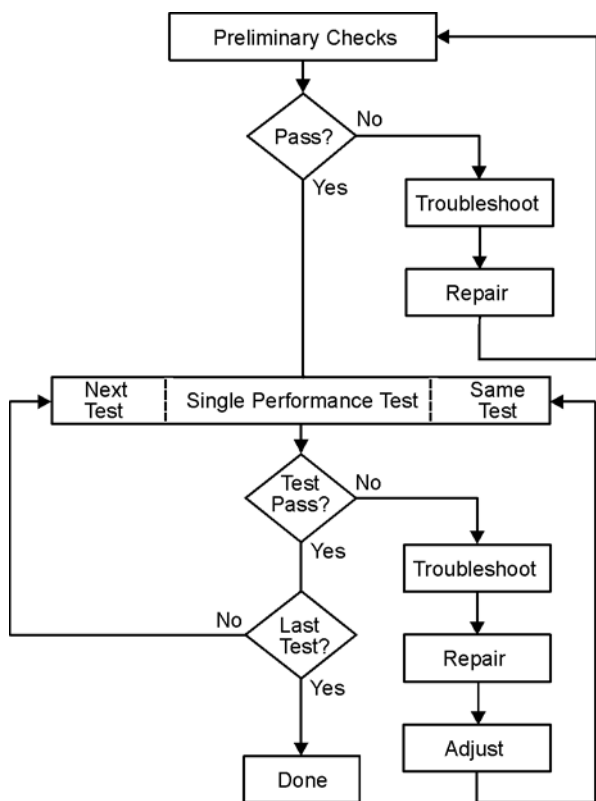 Preliminary Checks
Pass?
No
Yes
Troubleshoot
Repair
Next
Test
Single Performance Test
Same
Test
Test
Pass?
No
Yes
Troubleshoot
No
Last
Test?
Yes
Repair
Adjust
Done